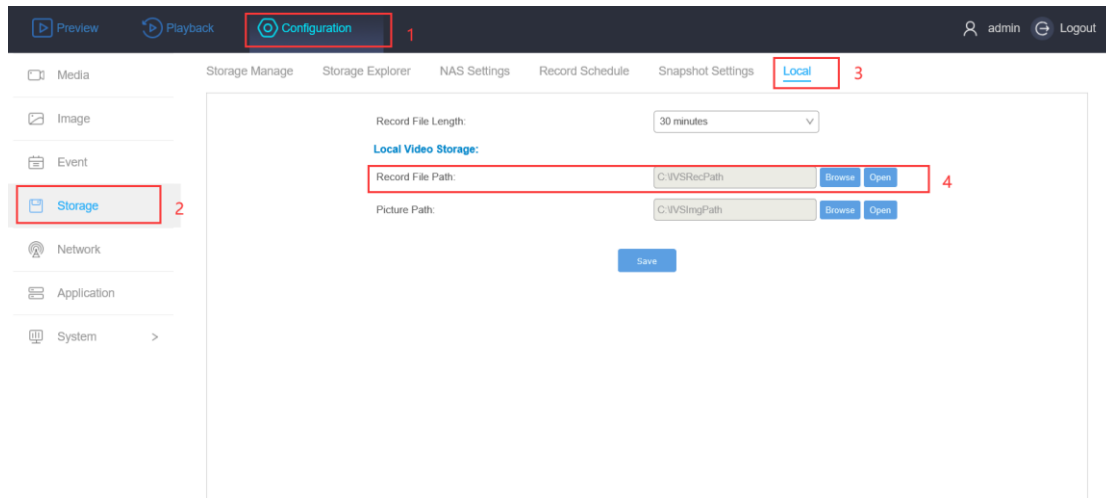 Preview Playback Configuration 1 admin Logout
Media
Image
Event
Storage 2
Network
Application
System >
Storage Manage Storage Explorer NAS Settings Record Schedule Snapshot Settings Local 3
Record File Length: 30 minutes
Local Video Storage:
Record File Path: C:\IVSRecPath Browse Open 4
Picture Path: C:\IVSImgPath Browse Open
Save